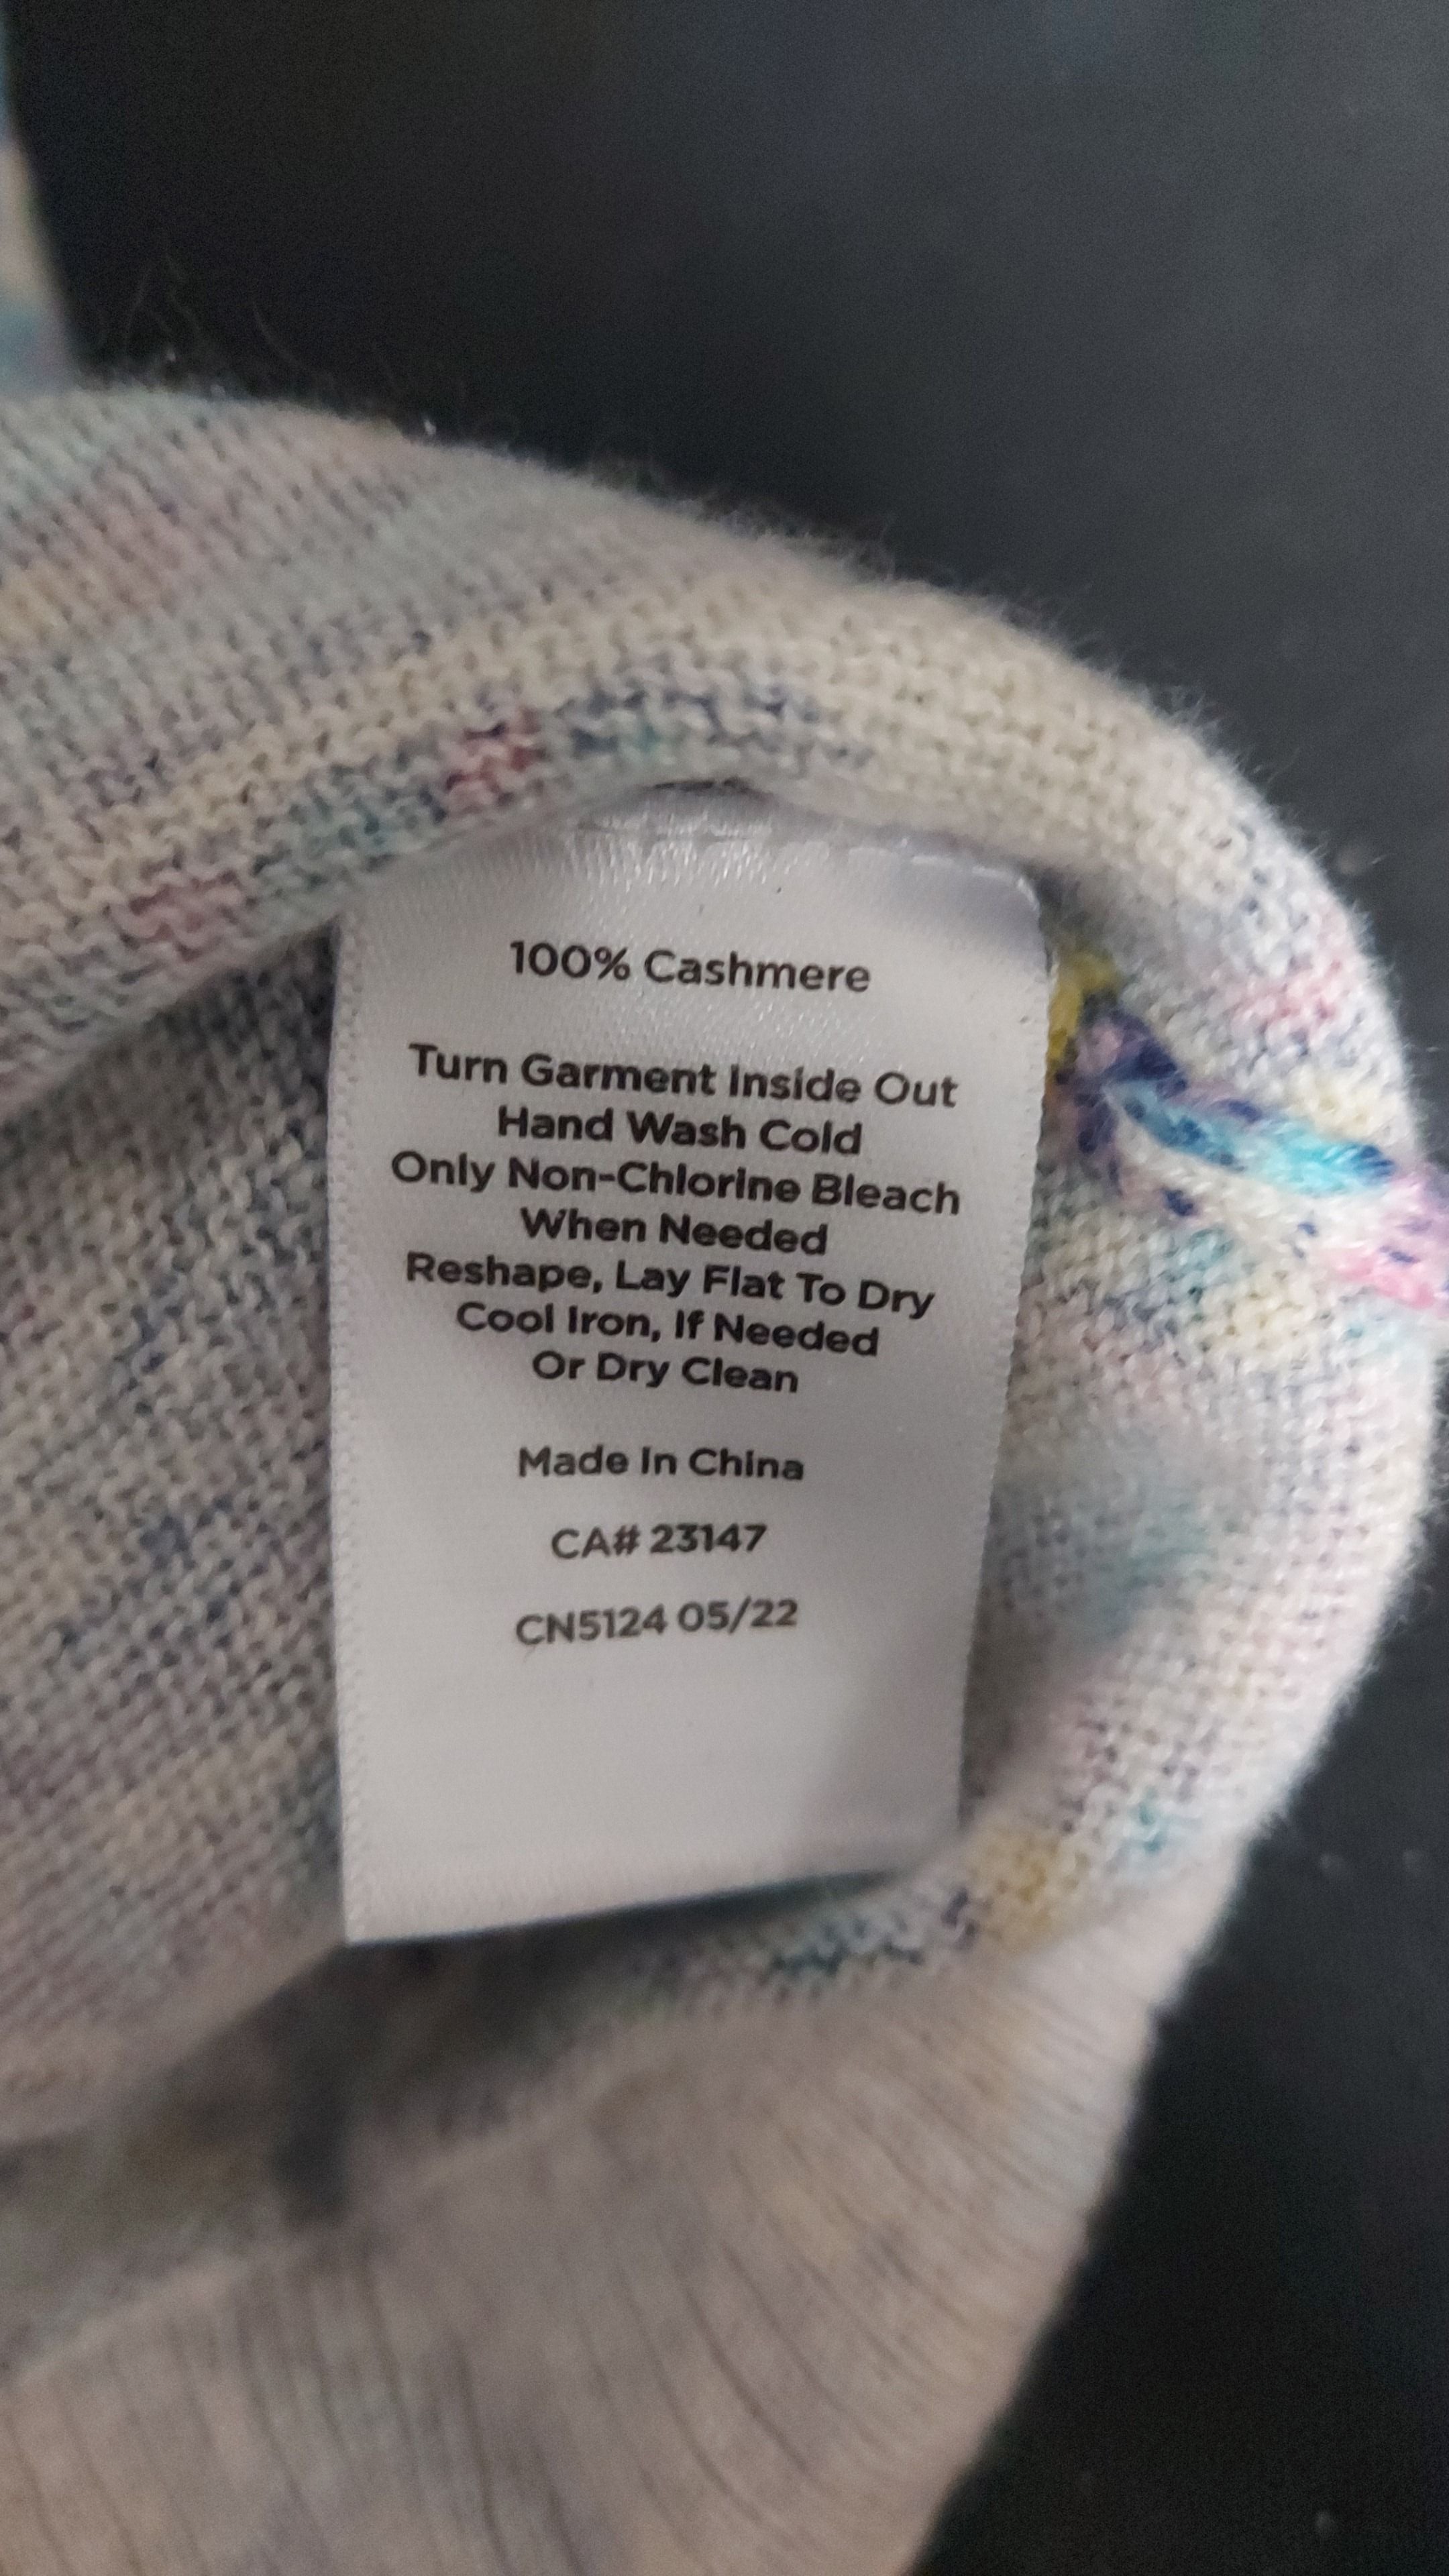 100% Cashmere
Turn Garment Inside Out
Hand Wash Cold
Only Non-Chlorine Bleach
When Needed
Reshape, Lay Flat To Dry
Cool Iron, If Needed
Or Dry Clean
Made In China
CA# 23147
CN5124 05/22